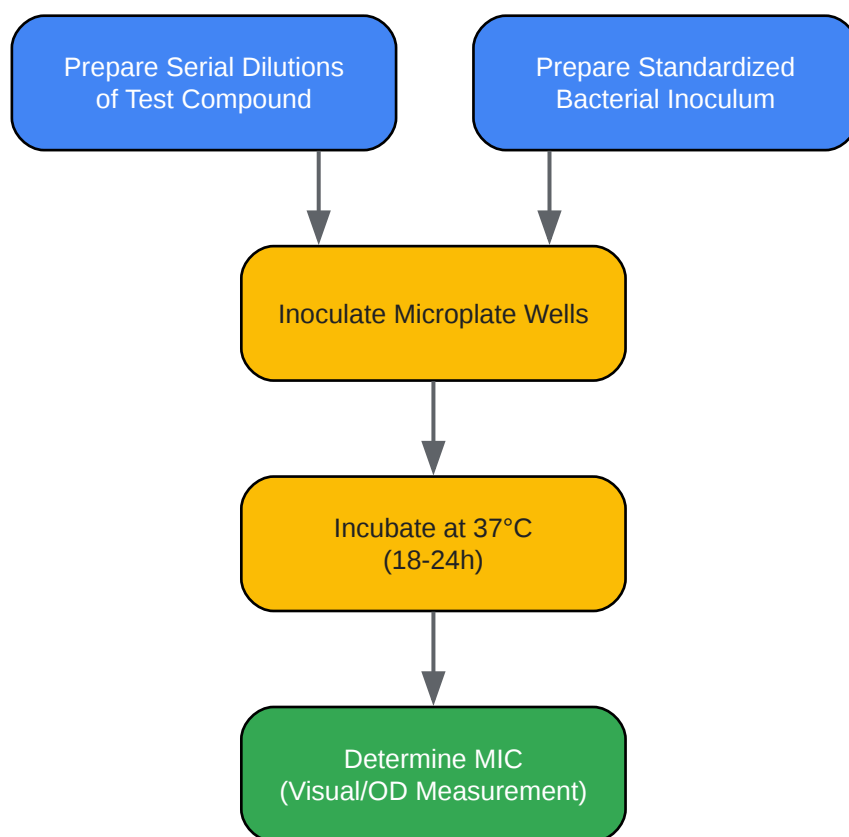 Prepare Serial Dilutions
of Test Compound
Prepare Standardized
Bacterial Inoculum
Inoculate Microplate Wells
Incubate at 37°C
(18-24h)
Determine MIC
(Visual/OD Measurement)